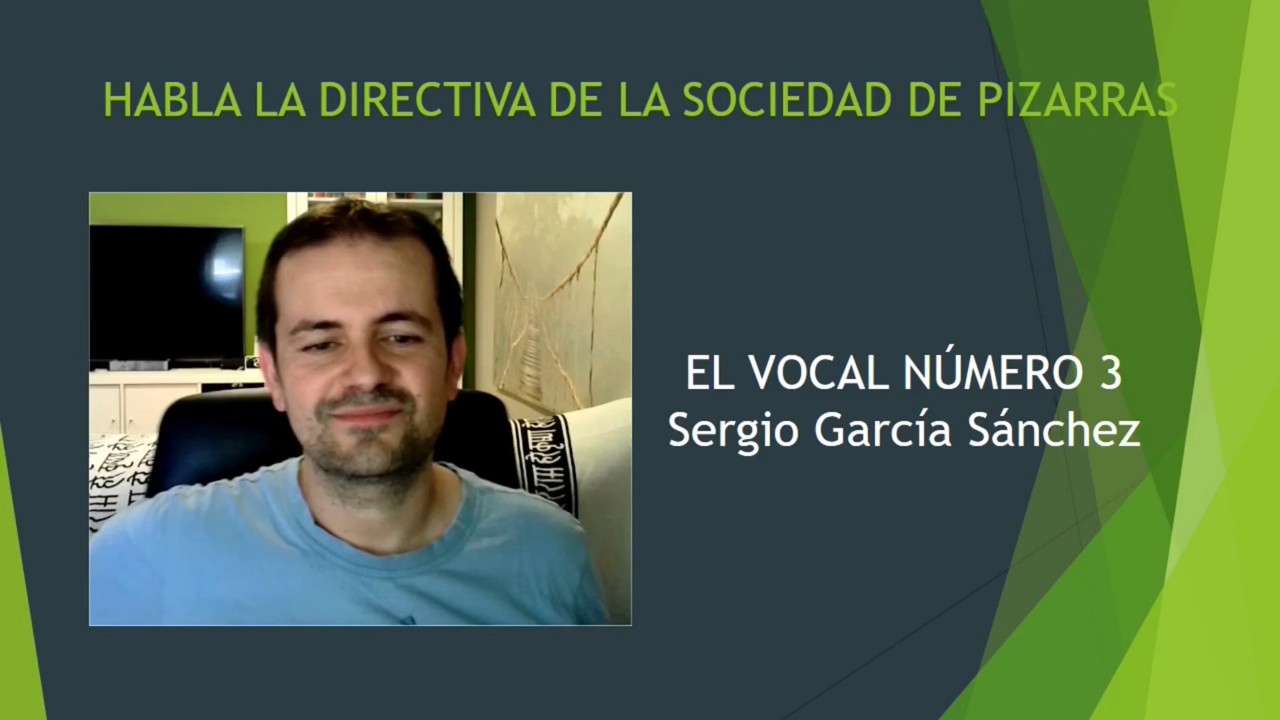 HABLA LA DIRECTIVA DE LA SOCIEDAD DE PIZARRAS
EL VOCAL NÚMERO 3
Sergio García Sánchez